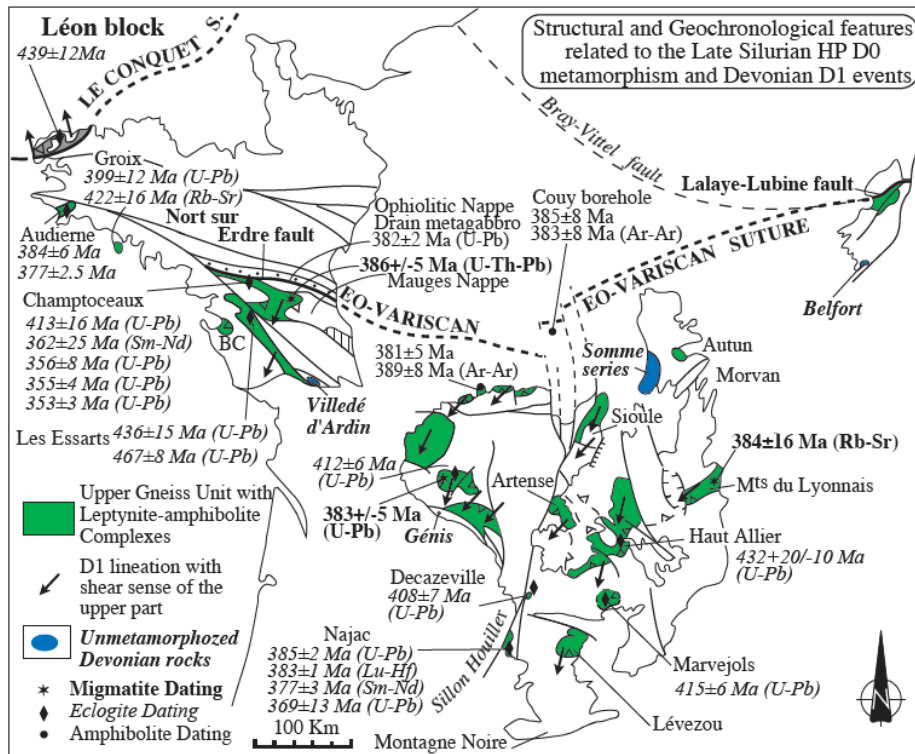 Léon block
439±12Ma
LE CONQUET S.
Structural and Geochronological features
related to the Late Silurian HP D0
metamorphism and Devonian D1 events
Bray-Vittel fault
Groix
399±12 Ma (U-Pb)
422±16 Ma (Rb-Sr)
Nort sur
Erdre fault
Audierne
384±6 Ma
377±2.5 Ma
Ophiolitic Nappe
Drain metagabbro
382±2 Ma (U-Pb)
386+/-5 Ma (U-Th-Pb)
Mauges Nappe
Couy borehole
385±8 Ma
383±8 Ma (Ar-Ar)
Lalaye-Lubine fault
EO-VARISCAN SUTURE
EO-VARISCAN
Belfort
Champtoceaux
413±16 Ma (U-Pb)
362±25 Ma (Sm-Nd)
356±8 Ma (U-Pb)
355±4 Ma (U-Pb)
353±3 Ma (U-Pb)
BC
381±5 Ma
389±8 Ma (Ar-Ar)
Somme
series
Autun
Morvan
Villedé
d'Ardin
Les Essarts
436±15 Ma (U-Pb)
467±8 Ma (U-Pb)
Sioule
384±16 Ma (Rb-Sr)
Mts du Lyonnais
412±6 Ma
(U-Pb)
Artense
383+/-5 Ma
(U-Pb)
Génis
Haut Allier
432+20/-10 Ma
(U-Pb)
Upper Gneiss Unit with
Leptynite-amphibolite
Complexes
D1 lineation with
shear sense of the
upper part
Unmetamorphozed
Devonian rocks
Migmatite Dating
Eclogite Dating
Amphibolite Dating
Decazeville
408±7 Ma
(U-Pb)
Najac
385±2 Ma (U-Pb)
383±1 Ma (Lu-Hf)
377±3 Ma (Sm-Nd)
369±13 Ma (U-Pb)
Sillon Houiller
Marvejols
415±6 Ma (U-Pb)
Lévezou
100 Km
Montagne Noire
N